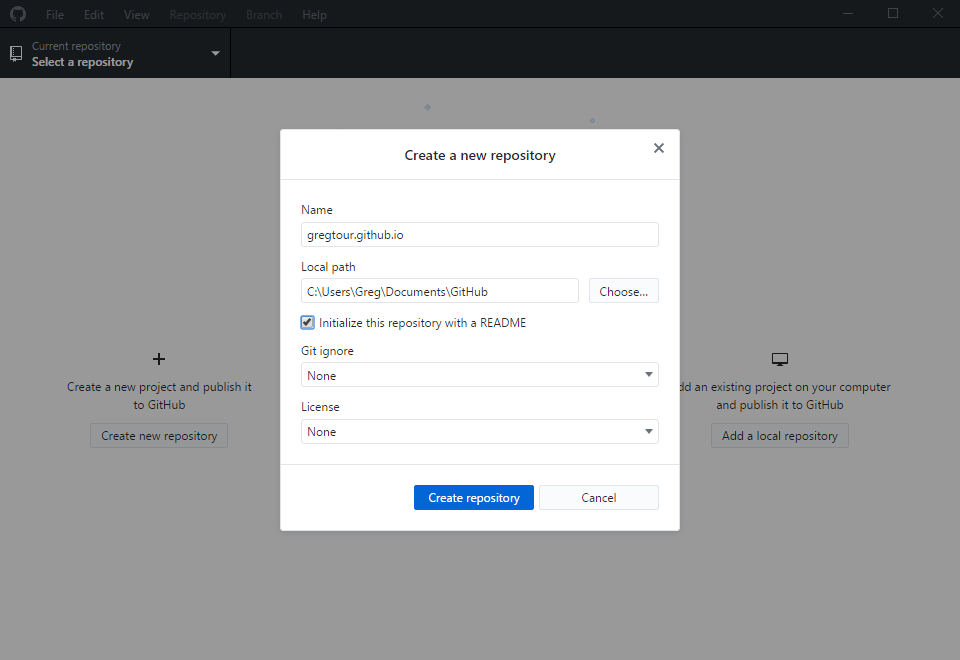 File Edit View Repository Branch Help
Current repository
Select a repository
Create a new repository
Name
gregtour.github.io
Local path
C:\Users\Greg\Documents\GitHub
Choose...
Initialize this repository with a README
Git ignore
None
License
None
Create repository
Cancel
Create a new project and publish it
to GitHub
Create new repository
an existing project on your computer
and publish it to GitHub
Add a local repository